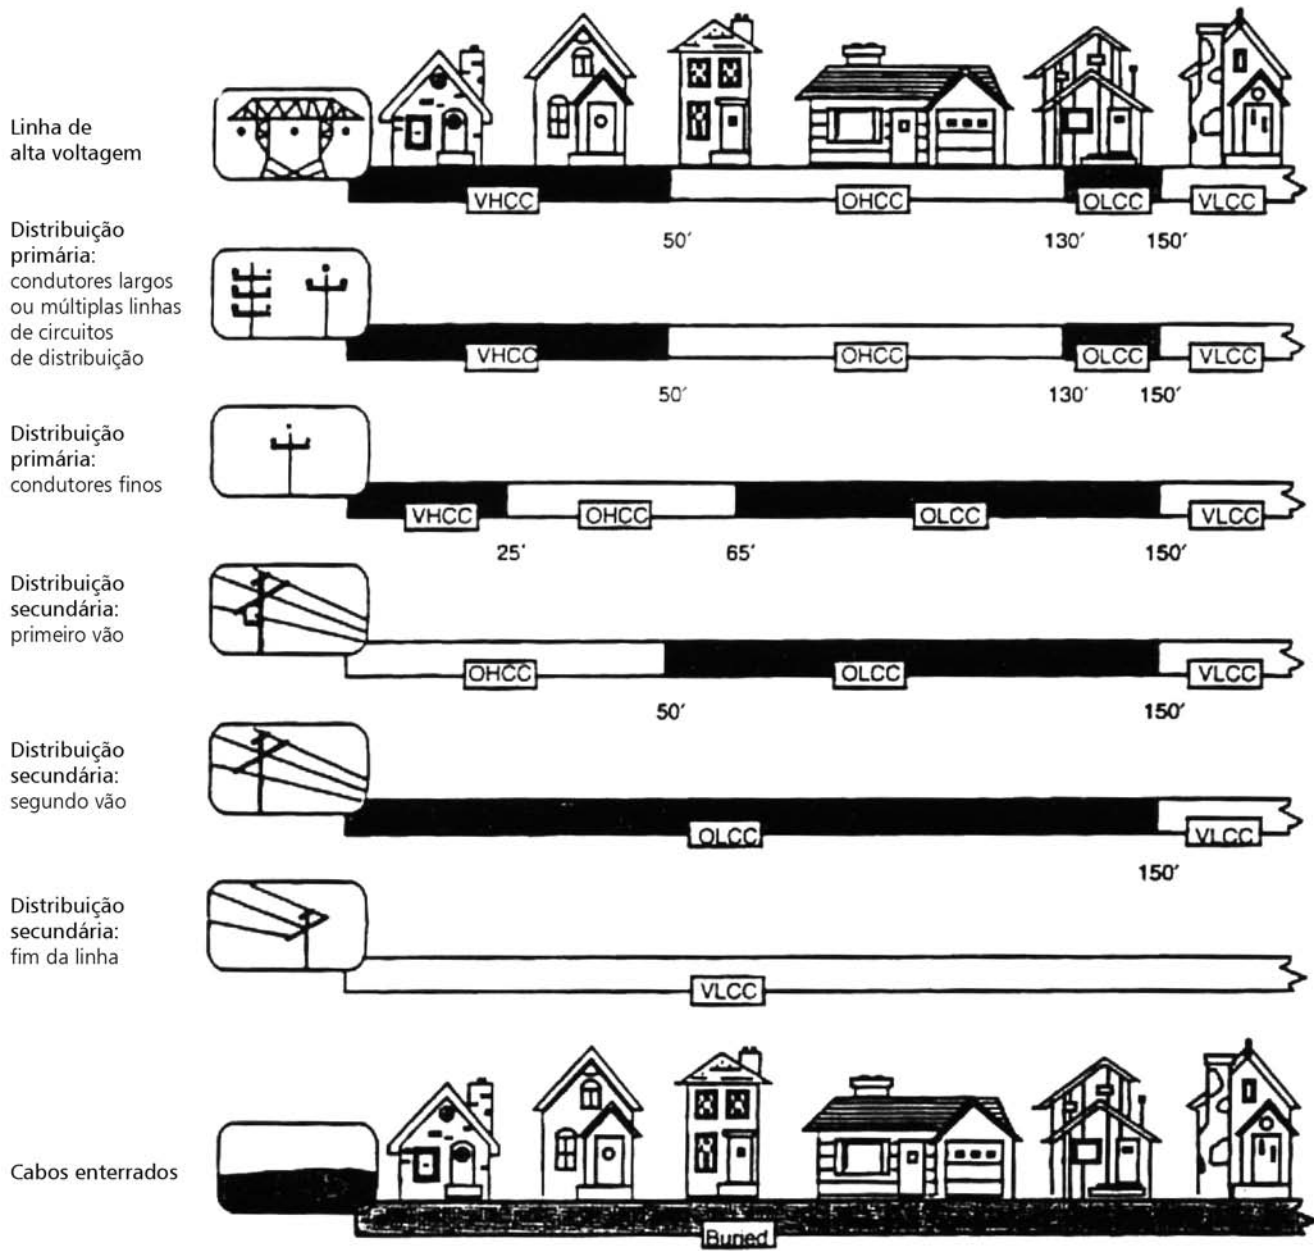 Linha de
alta voltagem
VHCC OHCC OLCC VLCC
50′ 130′ 150′
Distribuição
primária:
condutores largos
ou múltiplas linhas
de circuitos
de distribuição
VHCC OHCC OLCC VLCC
50′ 130′ 150′
Distribuição
primária:
condutores finos
VHCC OHCC OLCC VLCC
25′ 65′ 150′
Distribuição
secundária:
primeiro vão
OHCC OLCC VLCC
50′ 150′
Distribuição
secundária:
segundo vão
OLCC VLCC
150′
Distribuição
secundária:
fim da linha
VLCC
Cabos enterrados
Buried